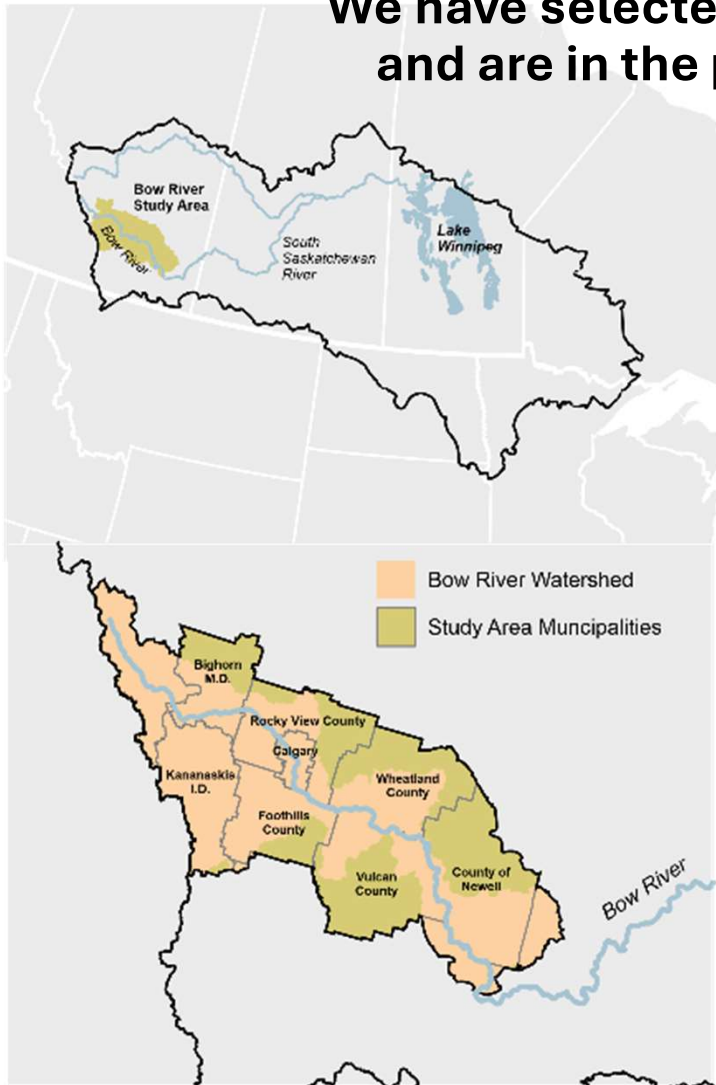 We have selecte
and are in the p
Bow River
Study Area
Bow River
South
Saskatchewan
River
Lake
Winnipeg
Bow River Watershed
Study Area Muncipalities
Bighorn
M.D.
Rocky View County
Calgary
Kananaskis
I.D.
Wheatland
County
Foothills
County
Vulcan
County
County of
Newell
Bow River